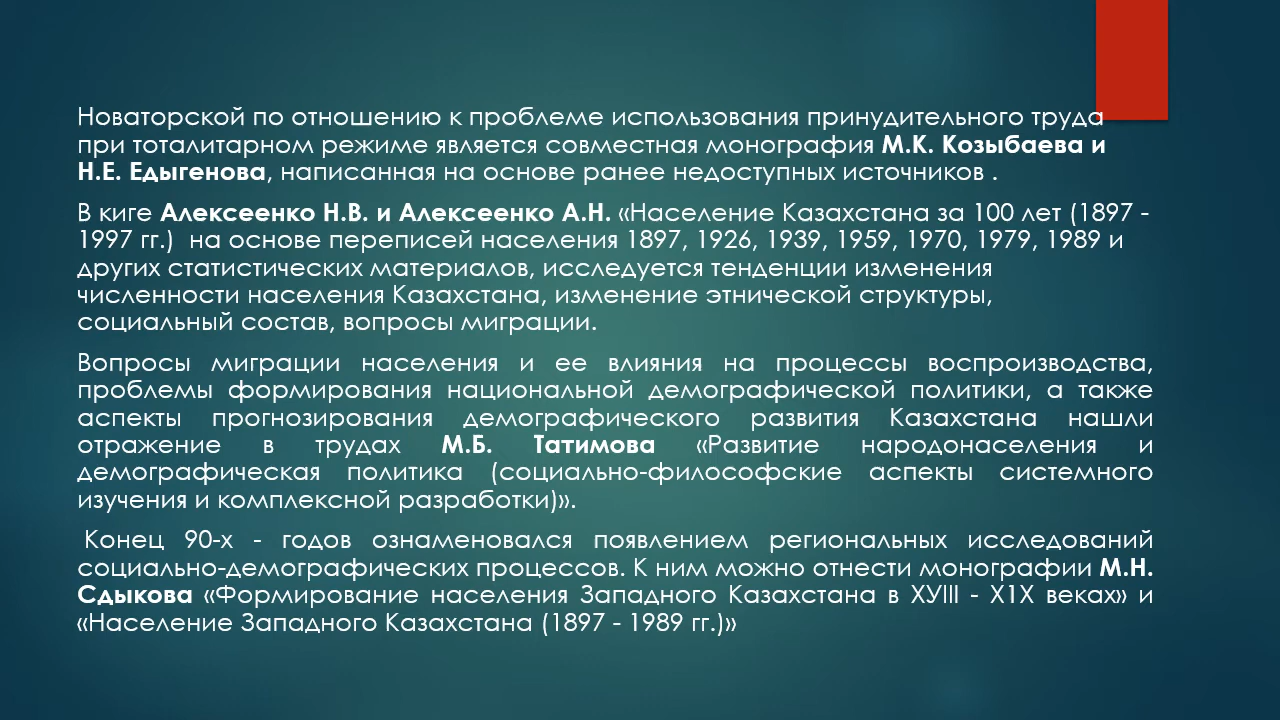 Новаторской по отношению к проблеме использования принудительного труда
при тоталитарном режиме является совместная монография М.К. Козыбаева и
Н.Е. Едыгенова, написанная на основе ранее недоступных источников .
В киге Алексеенко Н.В. и Алексеенко А.Н. «Население Казахстана за 100 лет (1897 -
1997 гг.)  на основе переписей населения 1897, 1926, 1939, 1959, 1970, 1979, 1989 и
других статистических материалов, исследуется тенденции изменения
численности населения Казахстана, изменение этнической структуры,
социальный состав, вопросы миграции.
Вопросы миграции населения и ее влияния на процессы воспроизводства,
проблемы формирования национальной демографической политики, а также
аспекты прогнозирования демографического развития Казахстана нашли
отражение в трудах М.Б. Татимова «Развитие народонаселения и
демографическая политика (социально-философские аспекты системного
изучения и комплексной разработки)».
Конец 90-х - годов ознаменовался появлением региональных исследований
социально-демографических процессов. К ним можно отнести монографии М.Н.
Сдыкова «Формирование населения Западного Казахстана в ХУІІІ - Х1Х веках» и
«Население Западного Казахстана (1897 - 1989 гг.)»